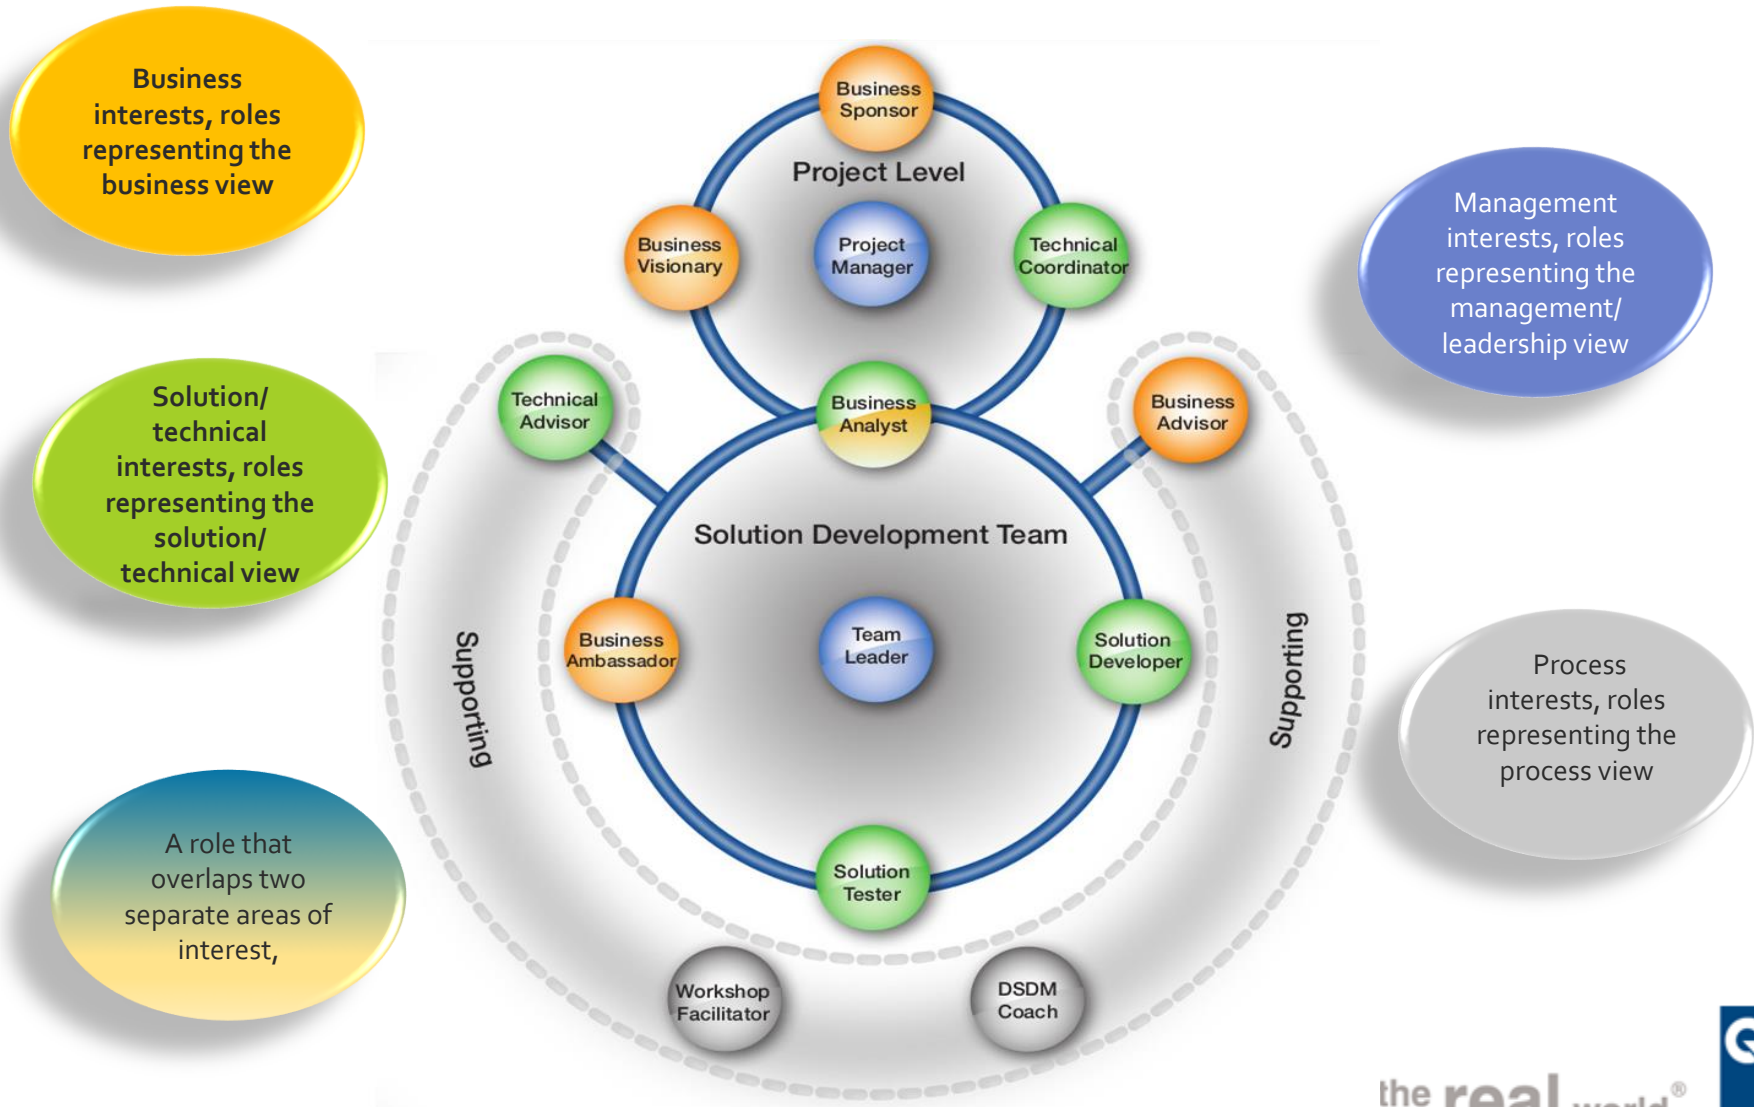 Business
interests, roles
representing the
business view
Solution/
technical
interests, roles
representing the
solution/
technical view
A role that
overlaps two
separate areas of
interest,
Business
Sponsor
Project Level
Business
Visionary
Project
Manager
Technical
Coordinator
Technical
Advisor
Business
Analyst
Business
Advisor
Solution Development Team
Business
Ambassador
Team
Leader
Solution
Developer
Supporting
Supporting
Solution
Tester
Workshop
Facilitator
DSDM
Coach
Management
interests, roles
representing the
management/
leadership view
Process
interests, roles
representing the
process view
the real world®